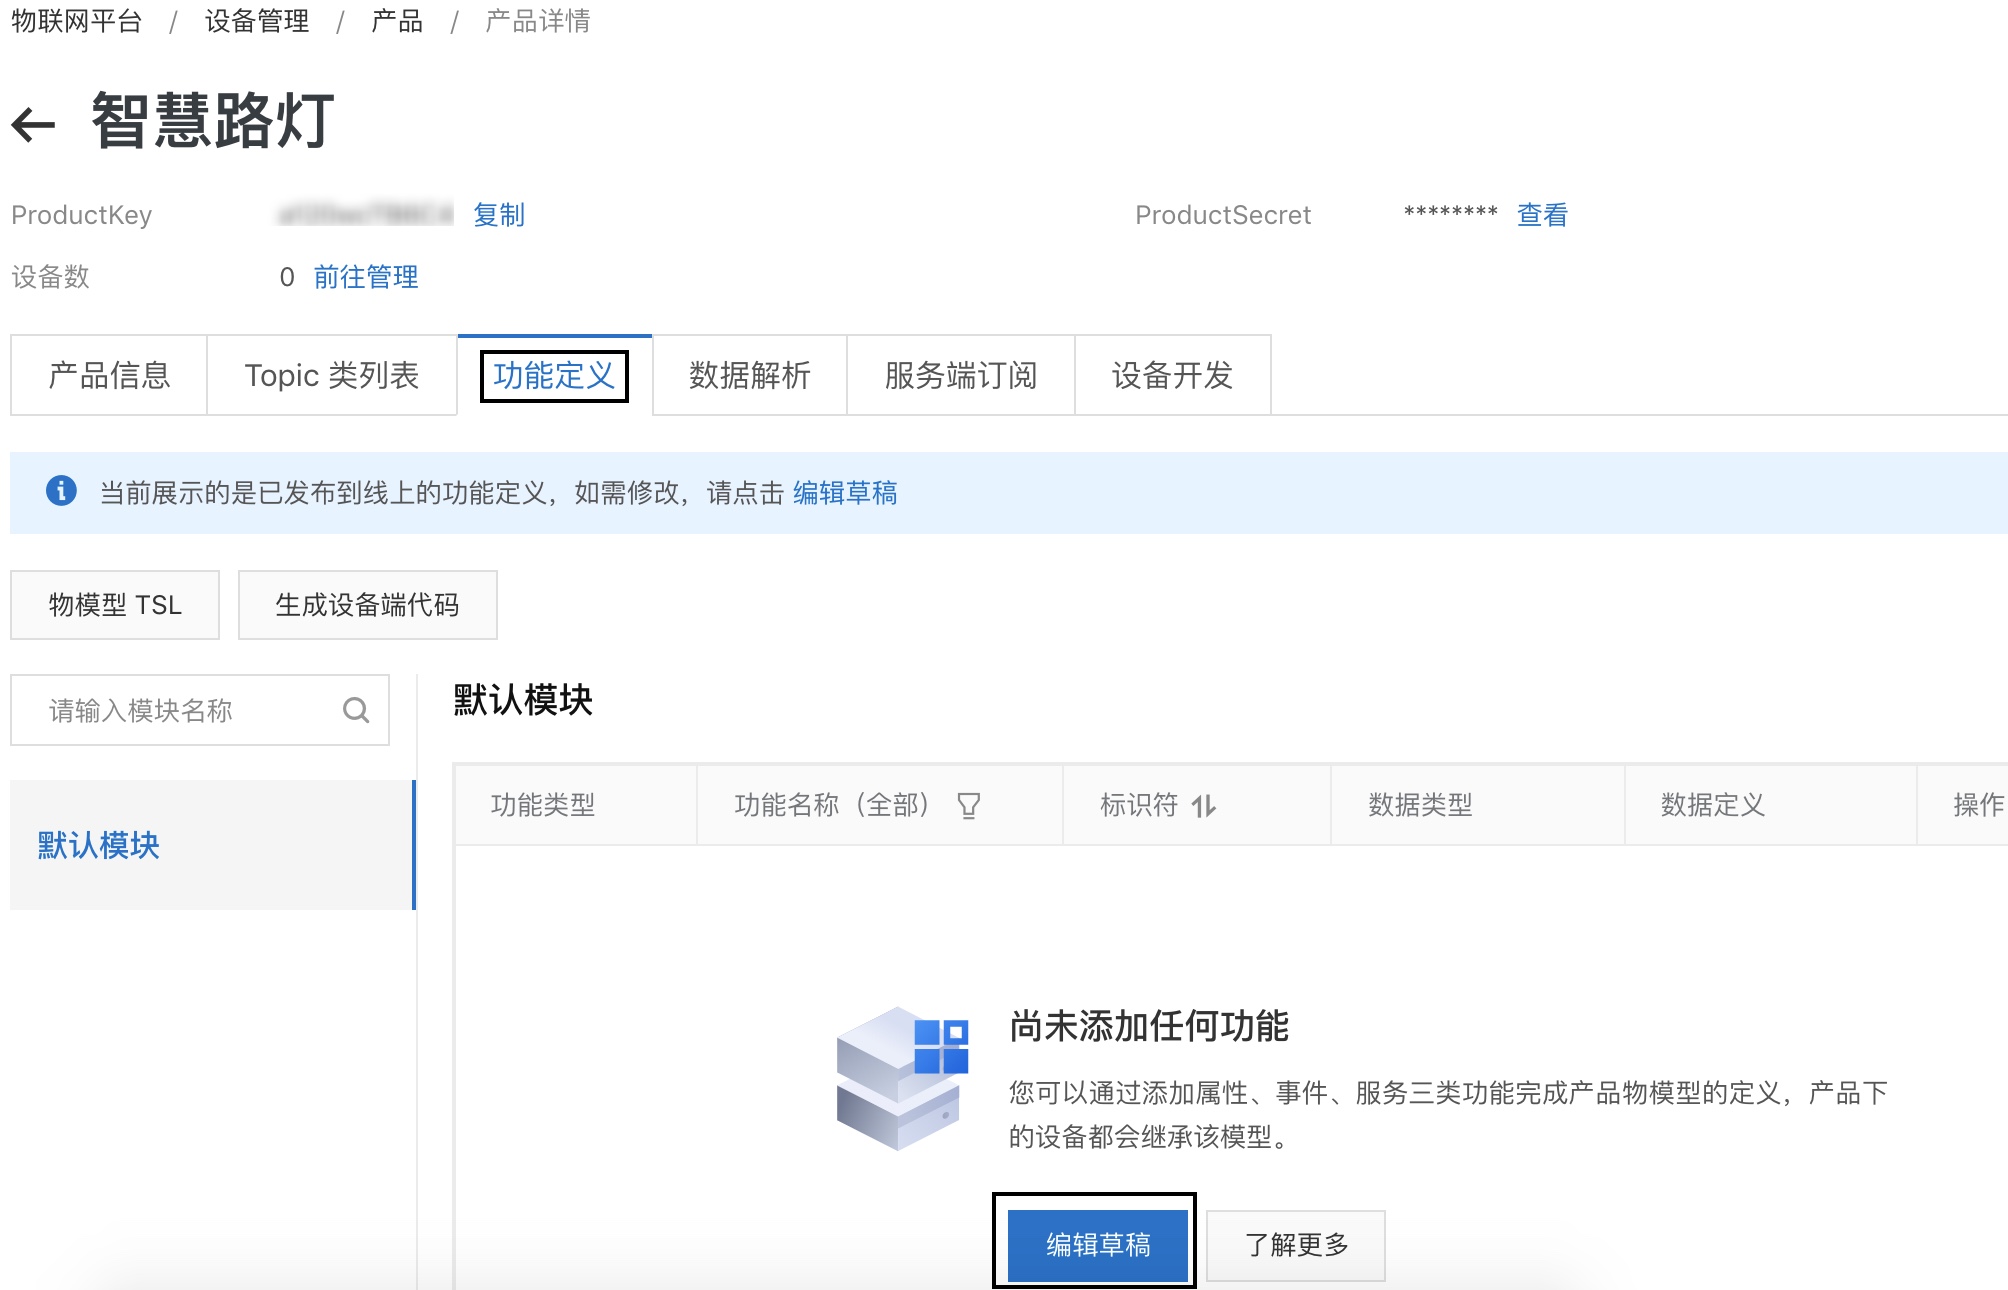 物联网平台 / 设备管理 / 产品 / 产品详情
智慧路灯
ProductKey 复制 ProductSecret ******** 查看
设备数 0 前往管理
产品信息 Topic 类列表 功能定义 数据解析 服务端订阅 设备开发
当前展示的是已发布到线上的功能定义，如需修改，请点击 编辑草稿
物模型 TSL 生成设备端代码
请输入模块名称 默认模块
功能类型 功能名称（全部） 标识符 数据类型 数据定义 操作
默认模块
尚未添加任何功能
您可以通过添加属性、事件、服务三类功能完成产品物模型的定义，产品下
的设备都会继承该模型。
编辑草稿 了解更多